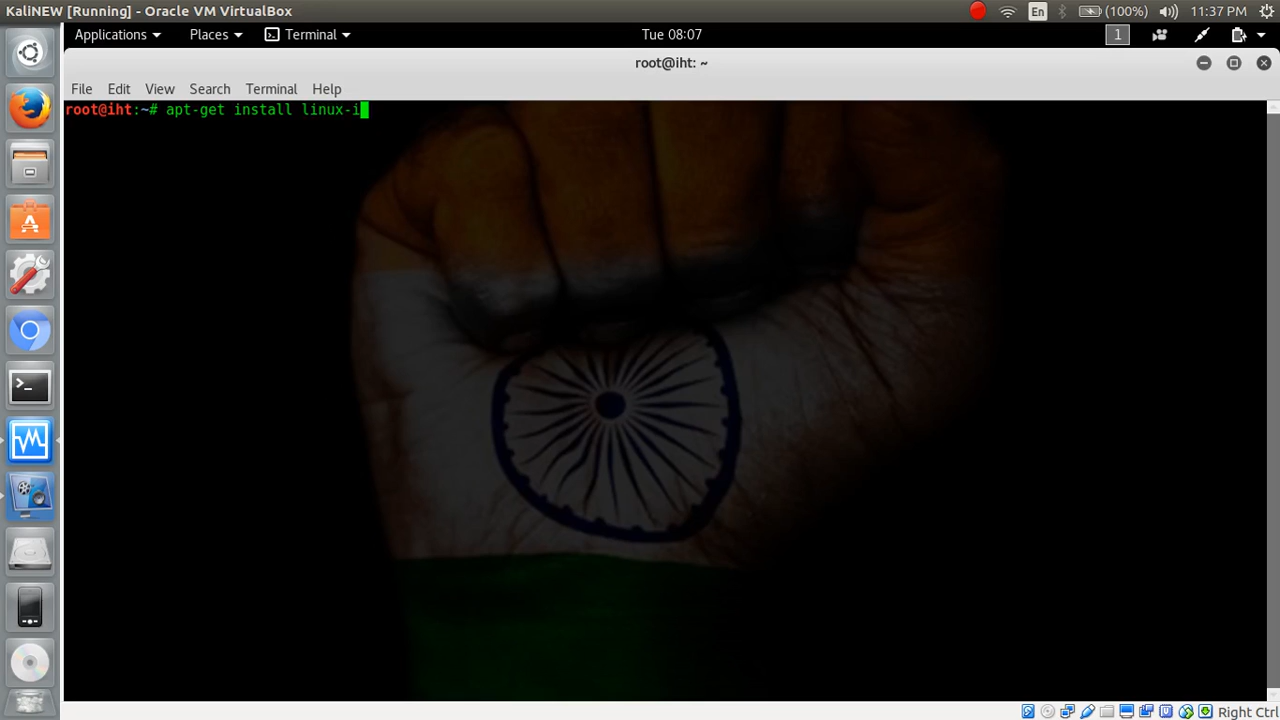 KaliNEW [Running] - Oracle VM VirtualBox
En
(100%)
11:37 PM
Applications
Places
Terminal
Tue 08:07
1
root@iht: ~
File Edit View Search Terminal Help
root@iht:~# apt-get install linux-i
Right Ctrl